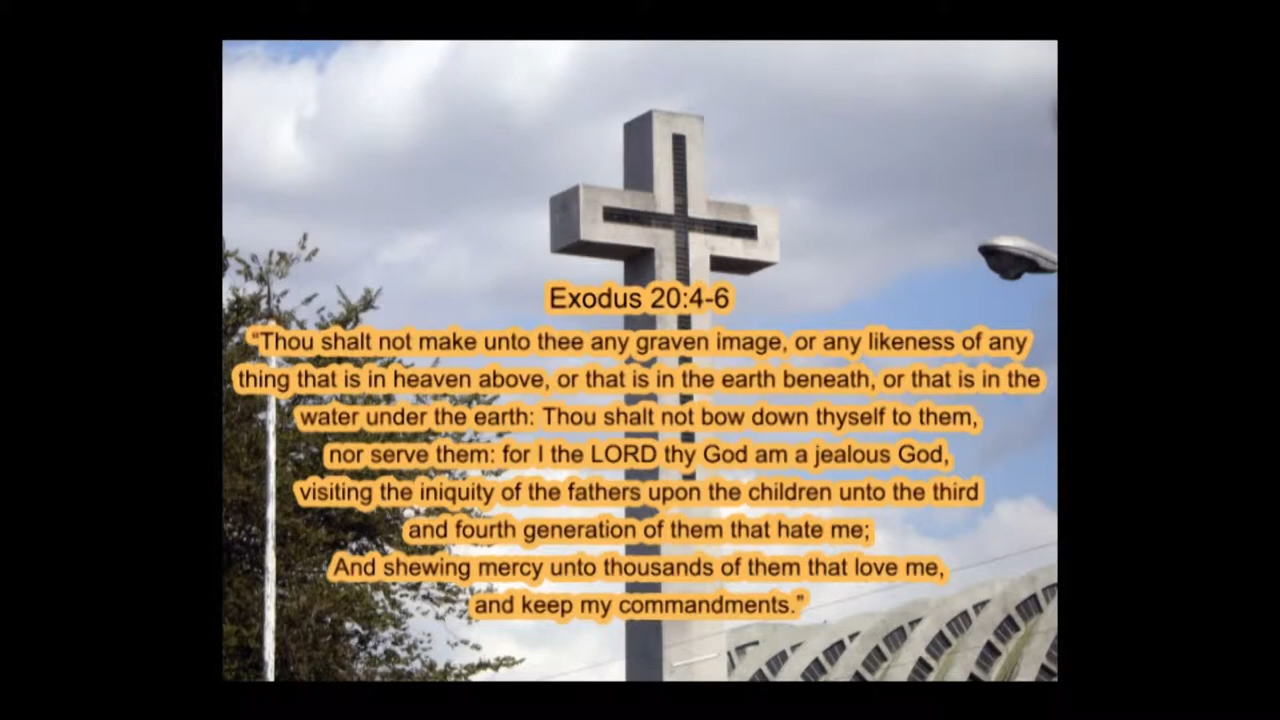 Exodus 20:4-6
"Thou shalt not make unto thee any graven image, or any likeness of any
thing that is in heaven above, or that is in the earth beneath, or that is in the
water under the earth: Thou shalt not bow down thyself to them,
nor serve them: for I the LORD thy God am a jealous God,
visiting the iniquity of the fathers upon the children unto the third
and fourth generation of them that hate me;
And shewing mercy unto thousands of them that love me,
and keep my commandments."